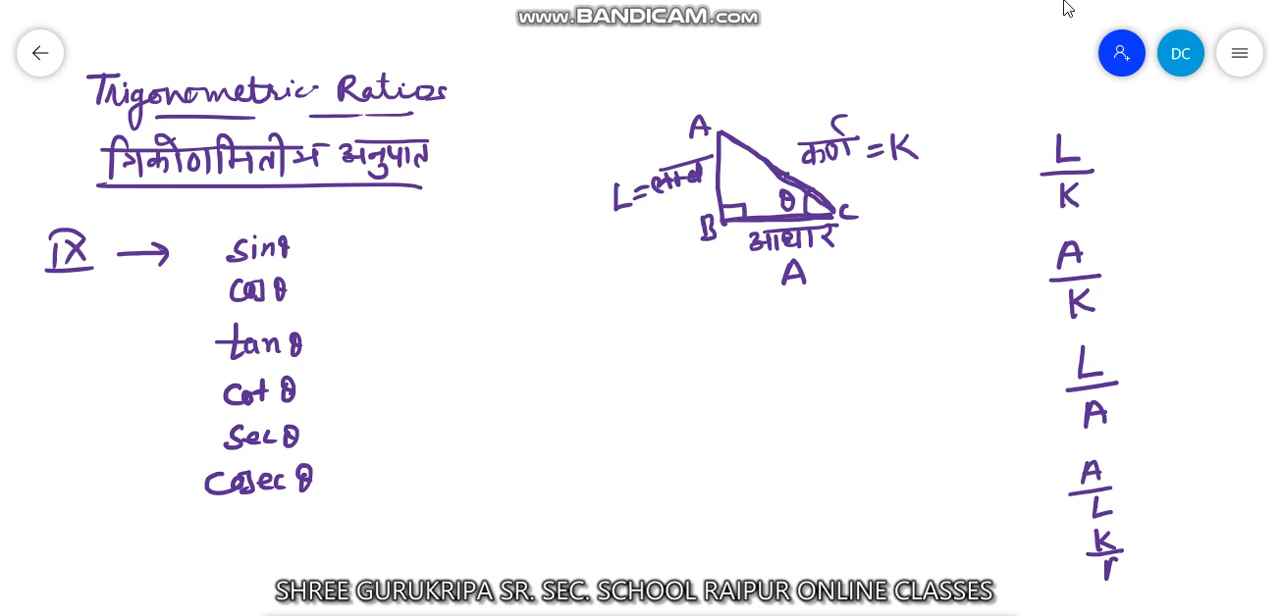 www.BANDICAM.com
DC
Trigonometric Ratios
त्रिकोणमितीय अनुपात
IX → sinθ
cosθ
tanθ
cotθ
secθ
cosecθ
A
L = लम्ब
B
θ
C
कर्ण = K
आधार
A
L/K
A/K
L/A
A/L
SHREE GURUKRIPA SR. SEC. SCHOOL RAIPUR ONLINE CLASSES